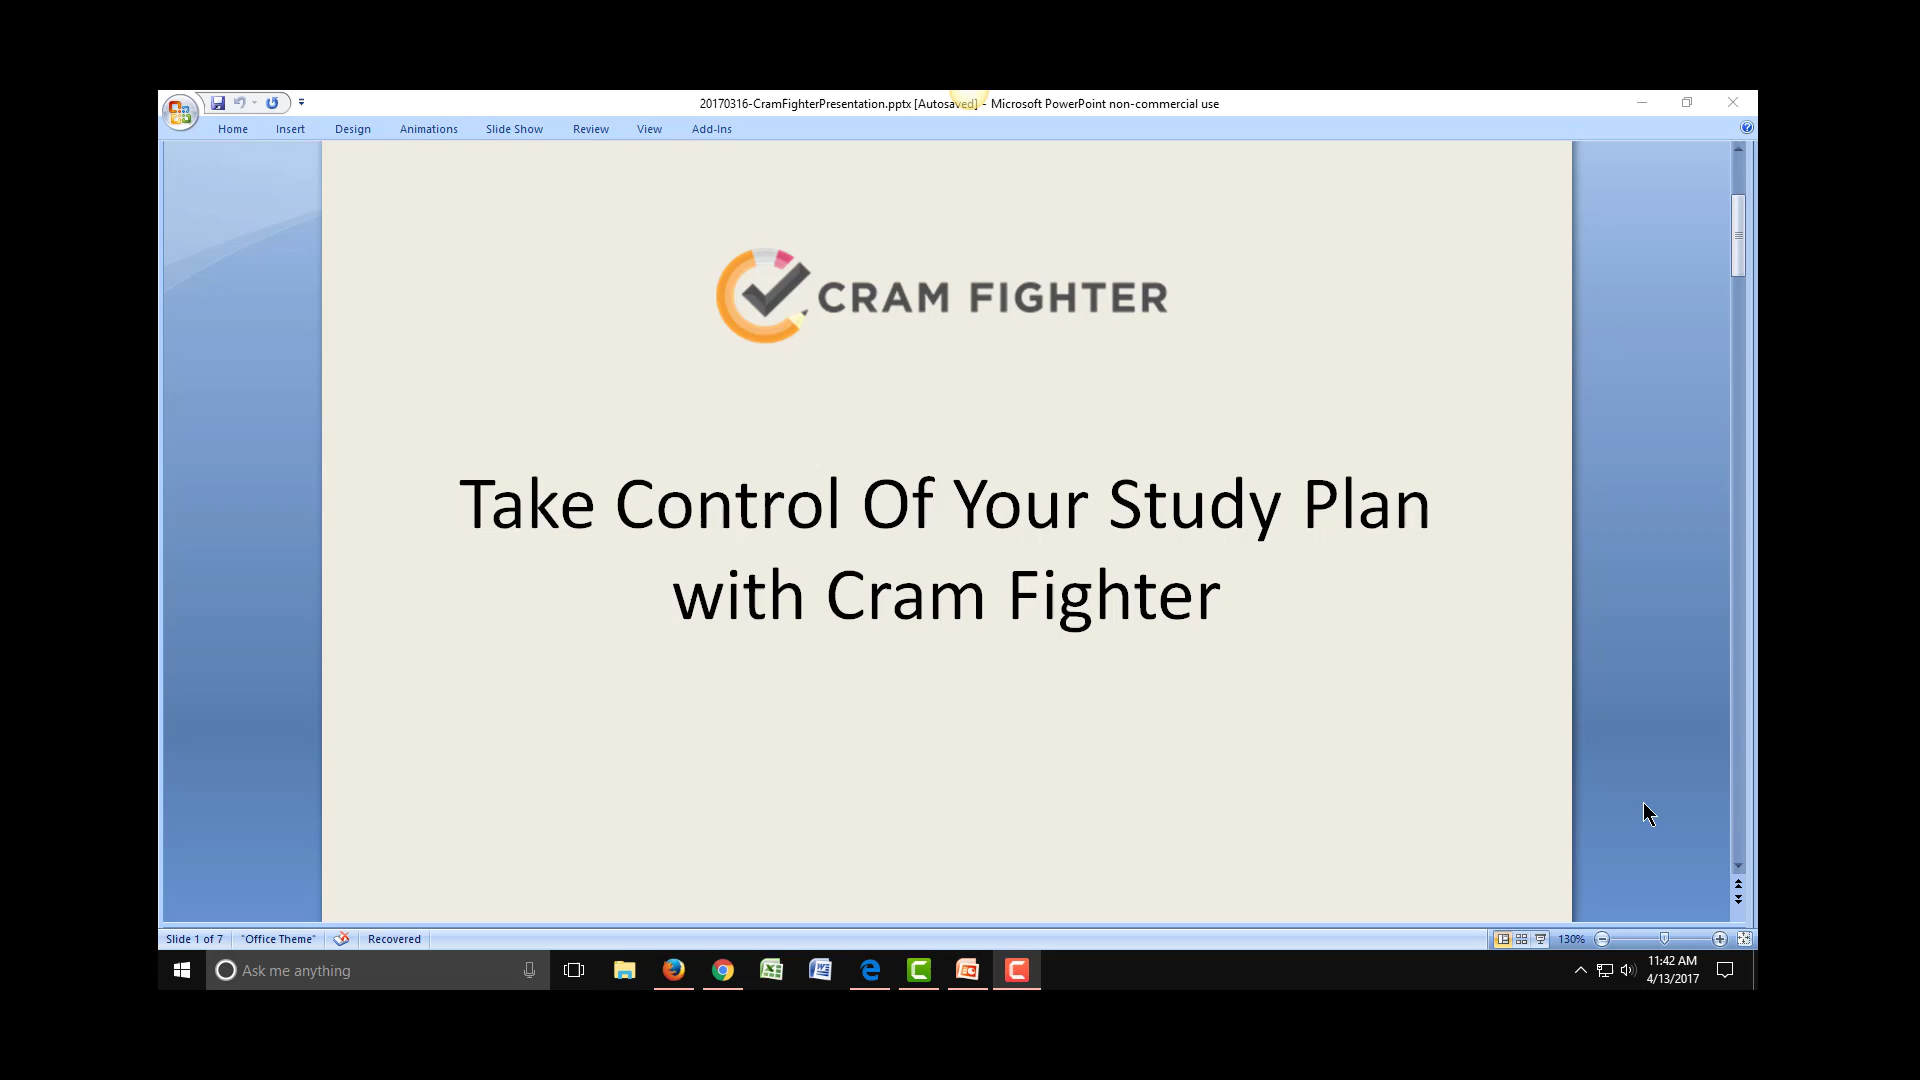 20170316-CramFighterPresentation.pptx [Autosaved] - Microsoft PowerPoint non-commercial use
Home Insert Design Animations Slide Show Review View Add-Ins
CRAM FIGHTER
Take Control Of Your Study Plan
with Cram Fighter
Slide 1 of 7 "Office Theme" Recovered 130%
Ask me anything
11:42 AM
4/13/2017